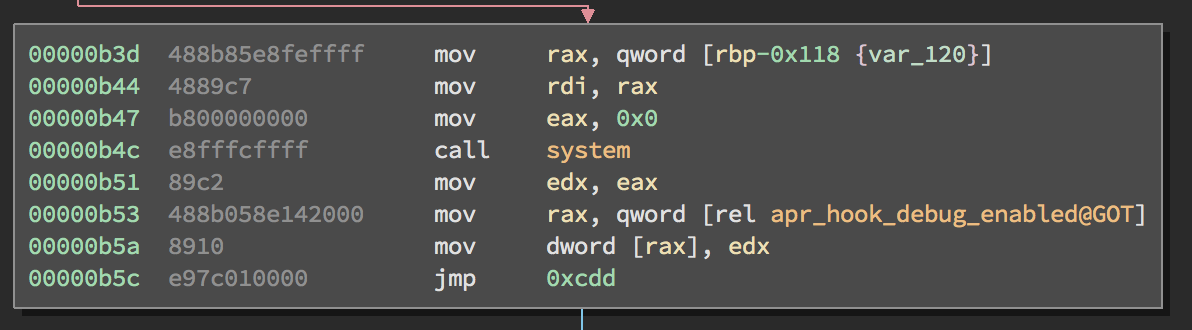 00000b3d 488b85e8feffff mov rax, qword [rbp-0x118 {var_120}]
00000b44 4889c7 mov rdi, rax
00000b47 b800000000 mov eax, 0x0
00000b4c e8fffcffff call system
00000b51 89c2 mov edx, eax
00000b53 488b058e142000 mov rax, qword [rel apr_hook_debug_enabled@GOT]
00000b5a 8910 mov dword [rax], edx
00000b5c e97c010000 jmp 0xcdd